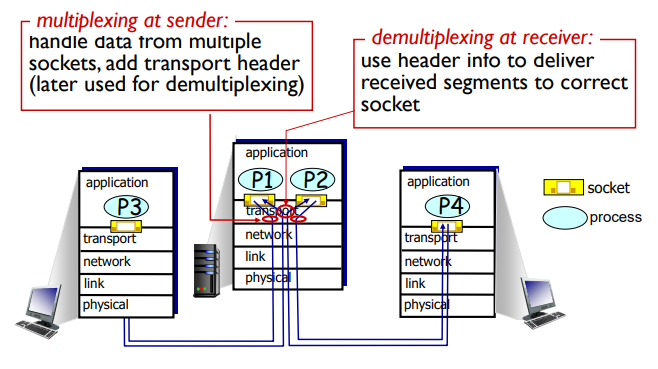 multiplexing at sender:
handle data from multiple
sockets, add transport header
(later used for demultiplexing)
demultiplexing at receiver:
use header info to deliver
received segments to correct
socket
application
P1 P2
transport
network
link
physical
application
P3
transport
network
link
physical
application
P4
transport
network
link
physical
socket
process